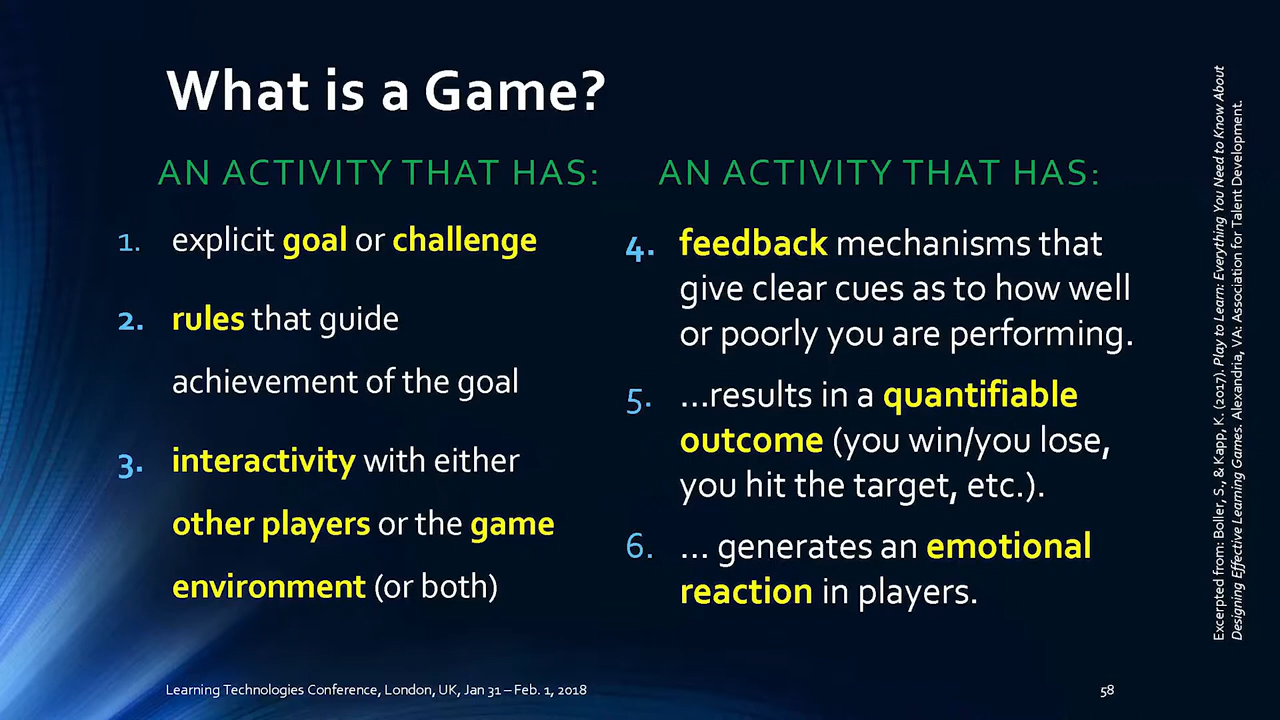 What is a Game?
AN ACTIVITY THAT HAS:
1. explicit goal or challenge
2. rules that guide
achievement of the goal
3. interactivity with either
other players or the game
environment (or both)
AN ACTIVITY THAT HAS:
4. feedback mechanisms that
give clear cues as to how well
or poorly you are performing.
5. ...results in a quantifiable
outcome (you win/you lose,
you hit the target, etc.).
6. ... generates an emotional
reaction in players.
Excerpted from: Boller, S., & Kapp, K. (2017). Play to Learn: Everything You Need to Know About
Designing Effective Learning Games. Alexandria, VA: Association for Talent Development.
Learning Technologies Conference, London, UK, Jan 31 – Feb. 1, 2018
58